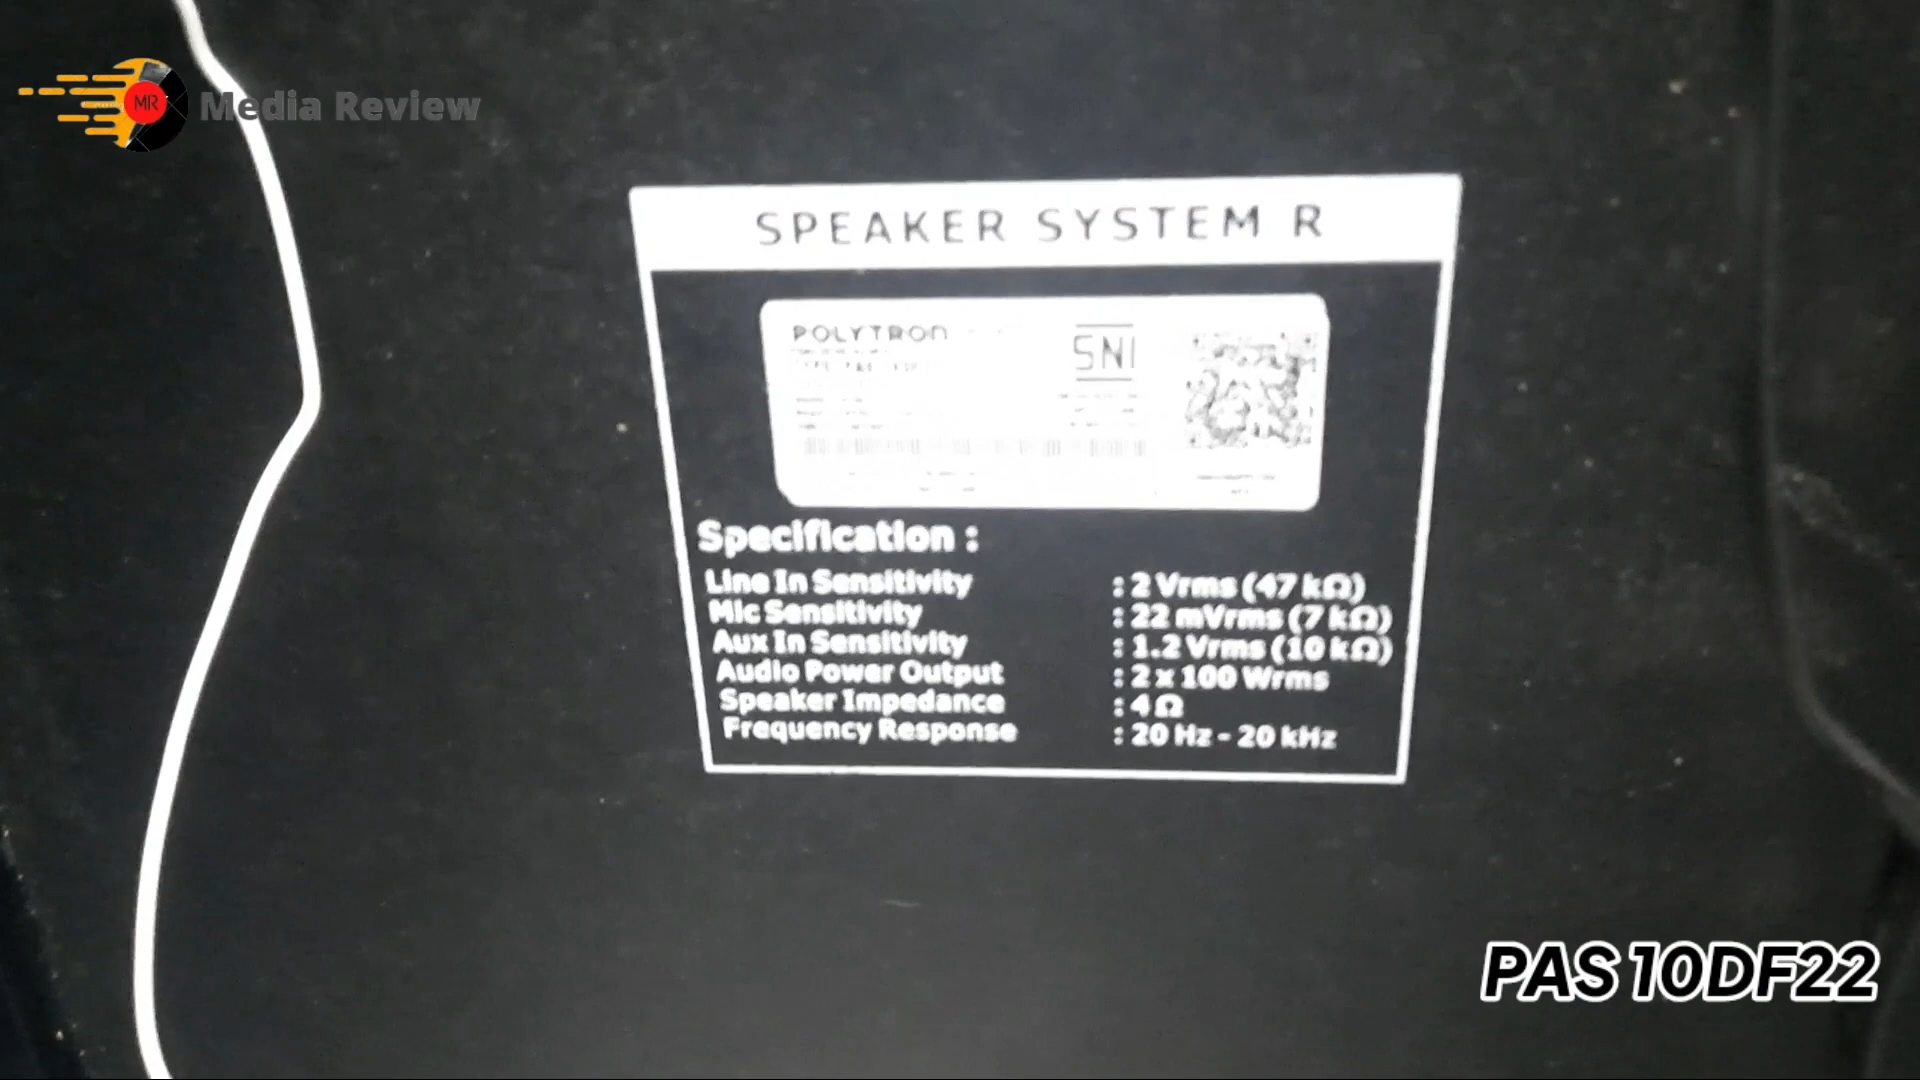 MR Media Review
SPEAKER SYSTEM R
POLYTRON
SNI
Specification :
Line In Sensitivity : 2 Vrms (47 kΩ)
Mic Sensitivity : 22 mVrms (7 kΩ)
Aux In Sensitivity : 1.2 Vrms (10 kΩ)
Audio Power Output : 2 x 100 Wrms
Speaker Impedance : 4 Ω
Frequency Response : 20 Hz - 20 kHz
PAS 10DF22